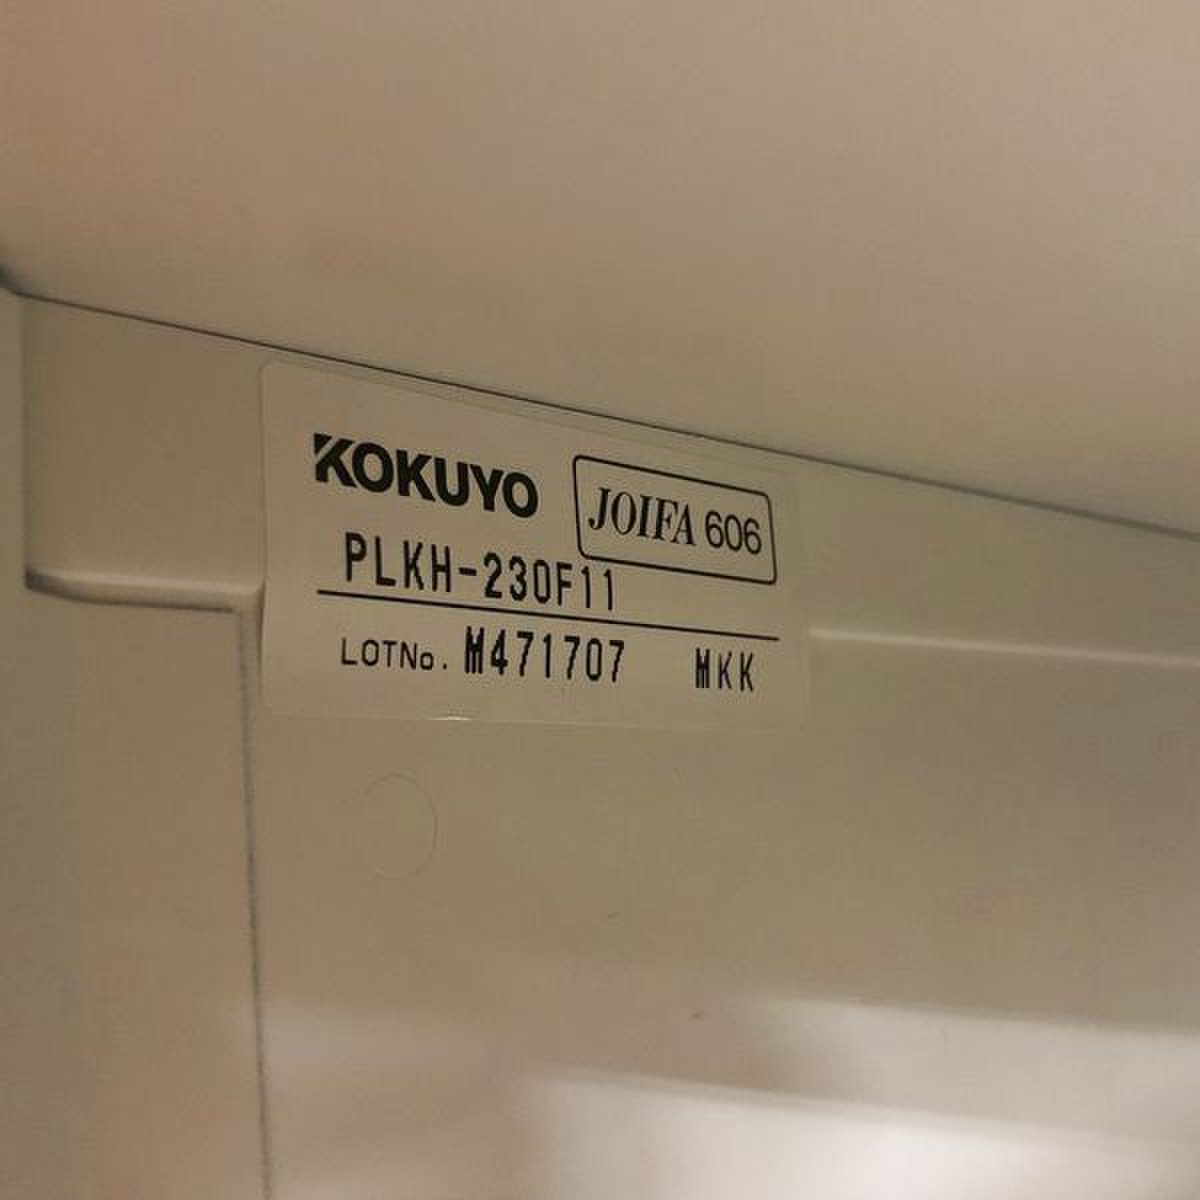 KOKUYO JOIFA 606
PLKH-230F11
LOTNo. M471707 MKK